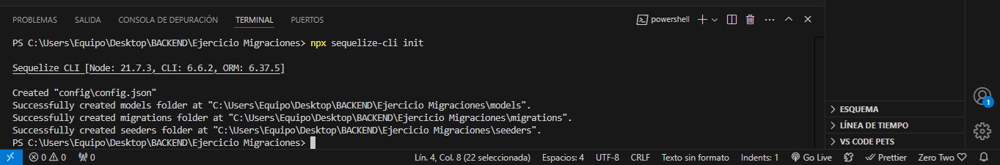 PROBLEMAS SALIDA CONSOLA DE DEPURACIÓN TERMINAL PUERTOS powershell
PS C:\Users\Equipo\Desktop\BACKEND\Ejercicio Migraciones> npx sequelize-cli init
Sequelize CLI [Node: 21.7.3, CLI: 6.6.2, ORM: 6.37.5]
Created "config\config.json"
Successfully created models folder at "C:\Users\Equipo\Desktop\BACKEND\Ejercicio Migraciones\models".
Successfully created migrations folder at "C:\Users\Equipo\Desktop\BACKEND\Ejercicio Migraciones\migrations".
Successfully created seeders folder at "C:\Users\Equipo\Desktop\BACKEND\Ejercicio Migraciones\seeders".
PS C:\Users\Equipo\Desktop\BACKEND\Ejercicio Migraciones>
ESQUEMA
LÍNEA DE TIEMPO
VS CODE PETS
1
0 0 0 Lín. 4, Col. 8 (22 seleccionada) Espacios: 4 UTF-8 CRLF Texto sin formato Indents: 1 Go Live Prettier Zero Two